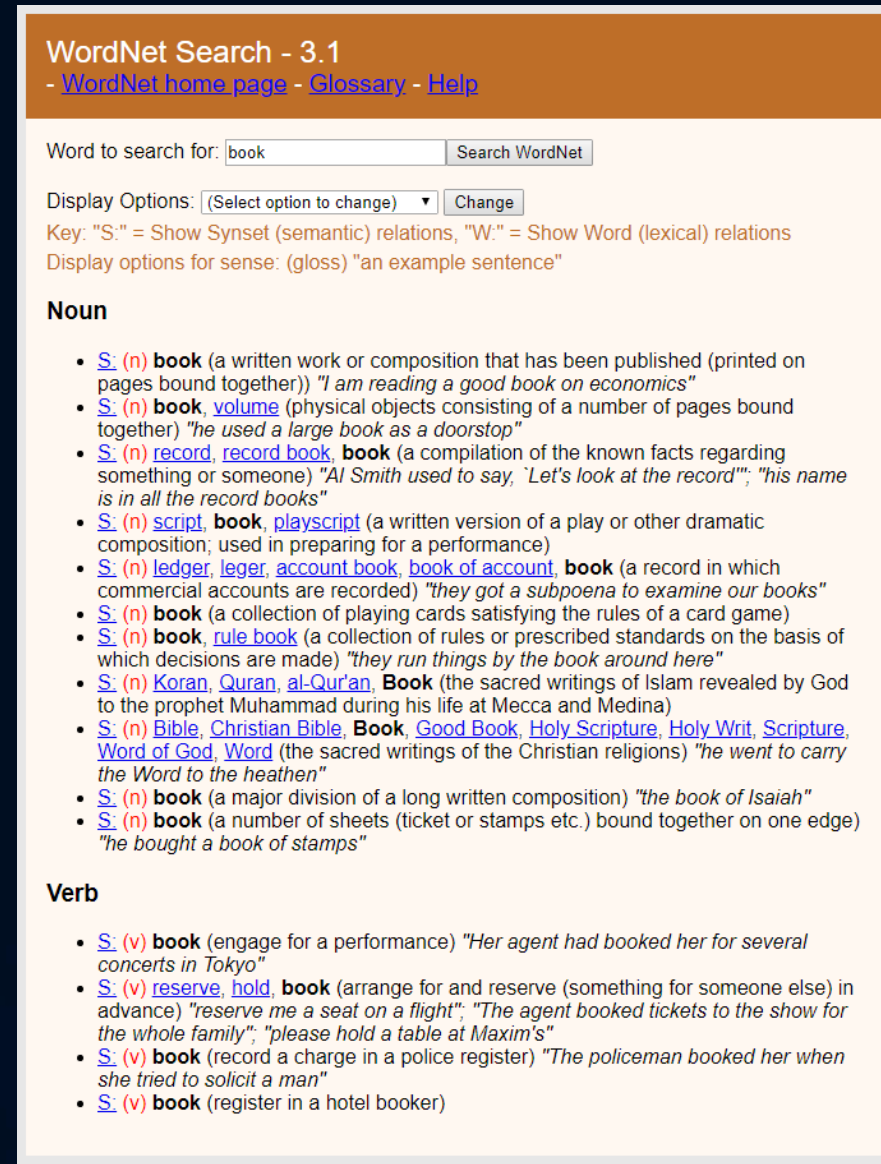 WordNet Search - 3.1
- WordNet home page - Glossary - Help
Word to search for: book Search WordNet
Display Options: (Select option to change) Change
Key: "S:" = Show Synset (semantic) relations, "W:" = Show Word (lexical) relations
Display options for sense: (gloss) "an example sentence"
Noun
• S: (n) book (a written work or composition that has been published (printed on
pages bound together)) "I am reading a good book on economics"
• S: (n) book, volume (physical objects consisting of a number of pages bound
together) "he used a large book as a doorstop"
• S: (n) record, record book, book (a compilation of the known facts regarding
something or someone) "Al Smith used to say, `Let's look at the record'"; "his name
is in all the record books"
• S: (n) script, book, playscript (a written version of a play or other dramatic
composition; used in preparing for a performance)
• S: (n) ledger, leger, account book, book of account, book (a record in which
commercial accounts are recorded) "they got a subpoena to examine our books"
• S: (n) book (a collection of playing cards satisfying the rules of a card game)
• S: (n) book, rule book (a collection of rules or prescribed standards on the basis of
which decisions are made) "they run things by the book around here"
• S: (n) Koran, Quran, al-Qur'an, Book (the sacred writings of Islam revealed by God
to the prophet Muhammad during his life at Mecca and Medina)
• S: (n) Bible, Christian Bible, Book, Good Book, Holy Scripture, Holy Writ, Scripture,
Word of God, Word (the sacred writings of the Christian religions) "he went to carry
the Word to the heathen"
• S: (n) book (a major division of a long written composition) "the book of Isaiah"
• S: (n) book (a number of sheets (ticket or stamps etc.) bound together on one edge)
"he bought a book of stamps"
Verb
• S: (v) book (engage for a performance) "Her agent had booked her for several
concerts in Tokyo"
• S: (v) reserve, hold, book (arrange for and reserve (something for someone else) in
advance) "reserve me a seat on a flight"; "The agent booked tickets to the show for
the whole family"; "please hold a table at Maxim's"
• S: (v) book (record a charge in a police register) "The policeman booked her when
she tried to solicit a man"
• S: (v) book (register in a hotel booker)